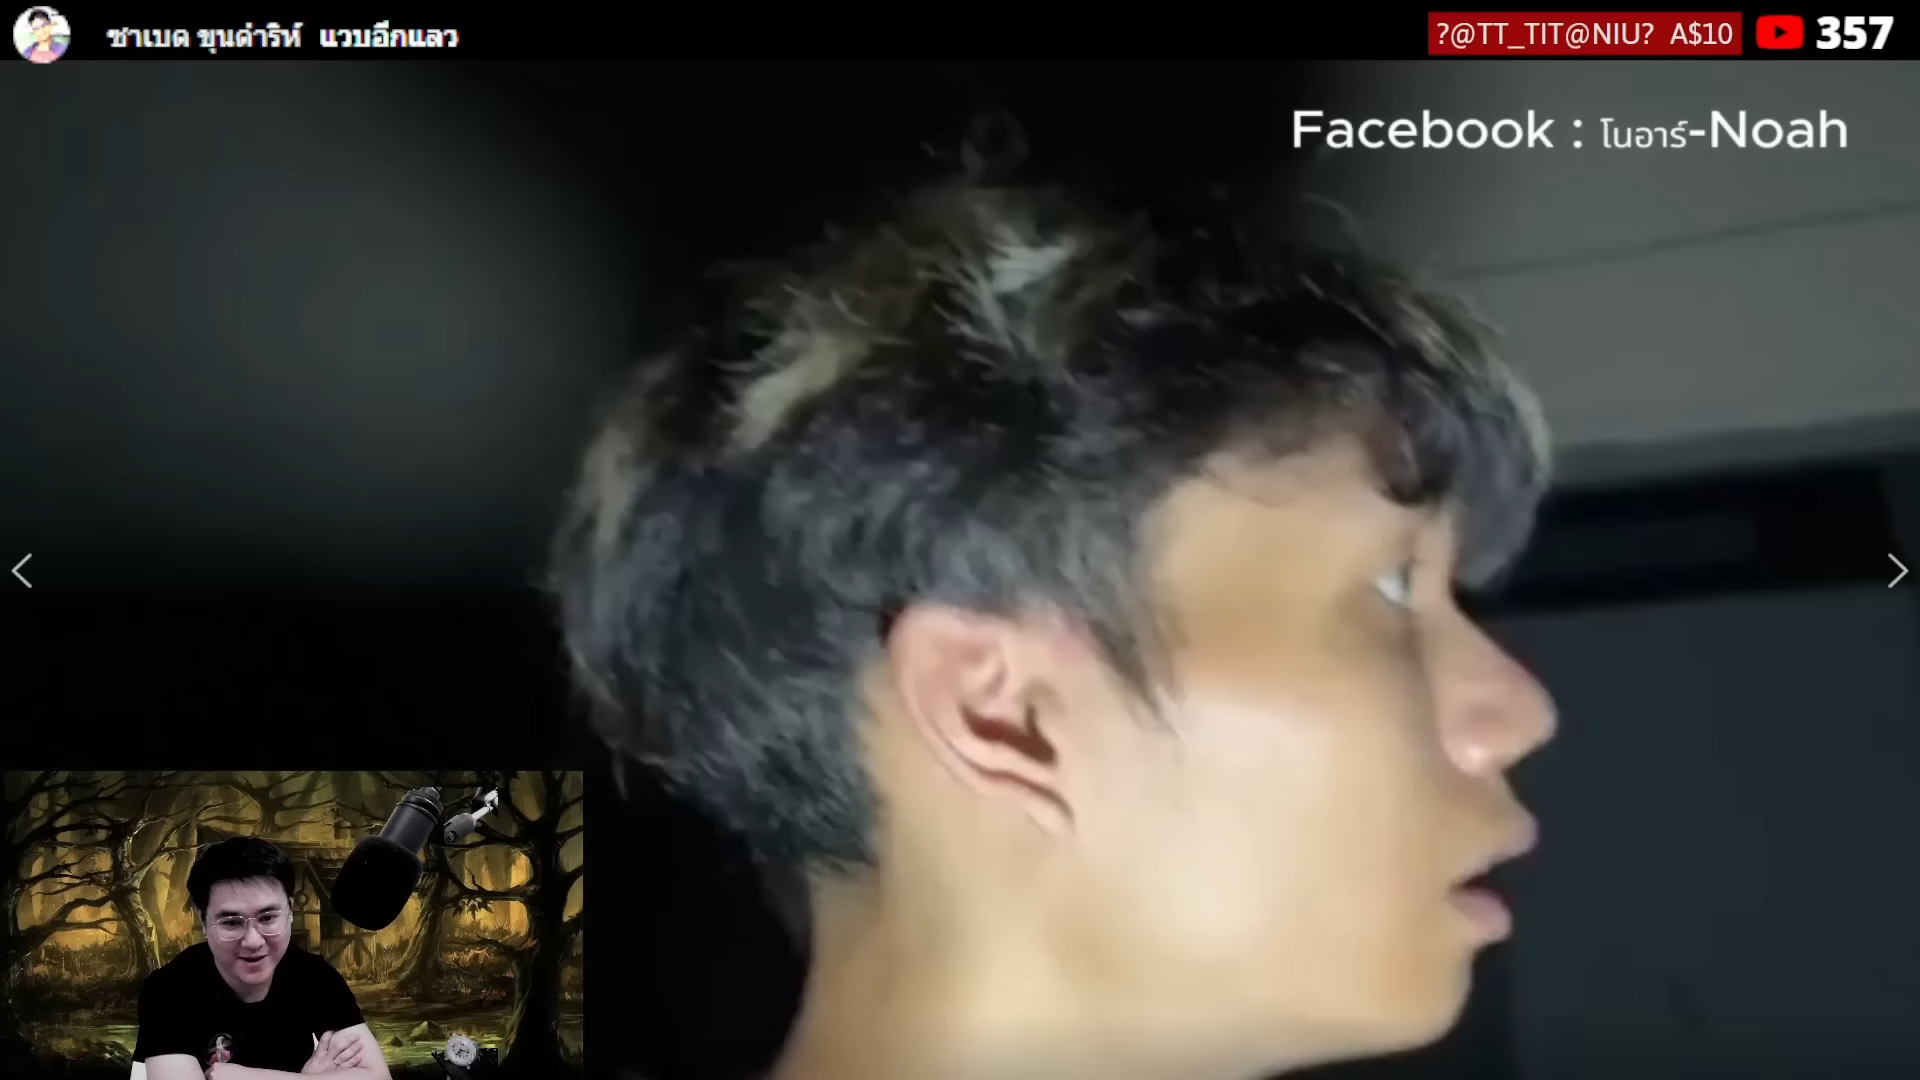 ซาเบด ขุนด่าริห์ แวบอีกแลว
?@TT_TIT@NIU? A$10 357
Facebook : โนอาร์-Noah